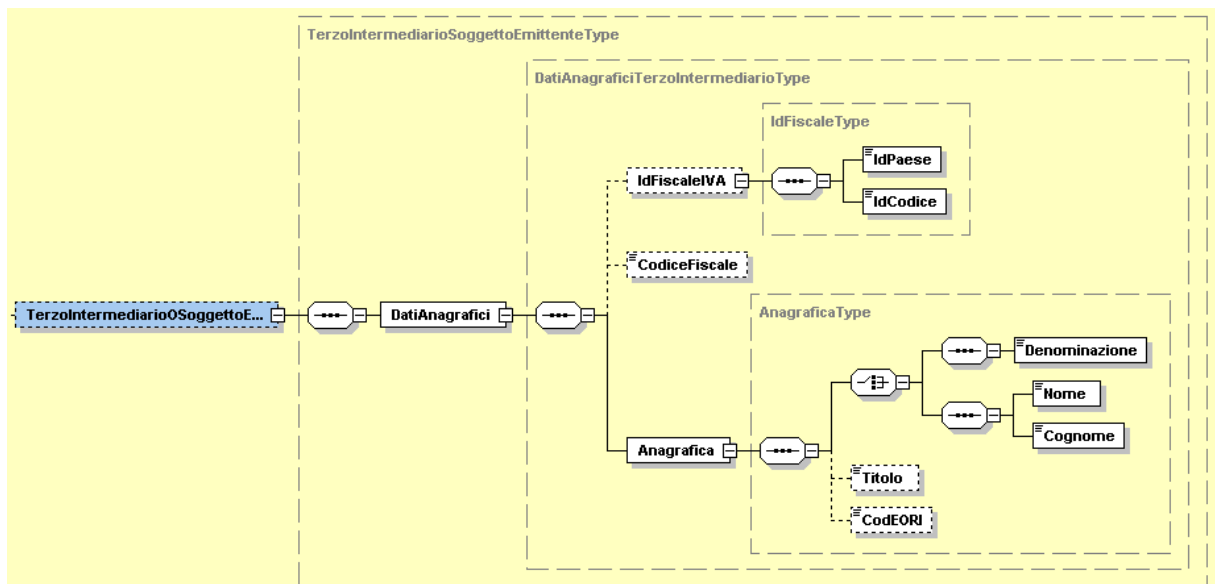 TerzoIntermediarioSoggettoEmittenteType
DatiAnagraficiTerzoIntermediarioType
IdFiscaleType
IdPaese
IdFiscaleIVA
IdCodice
CodiceFiscale
TerzoIntermediarioOSoggettoE...
DatiAnagrafici
AnagraficaType
Denominazione
Nome
Cognome
Anagrafica
Titolo
CodEORI